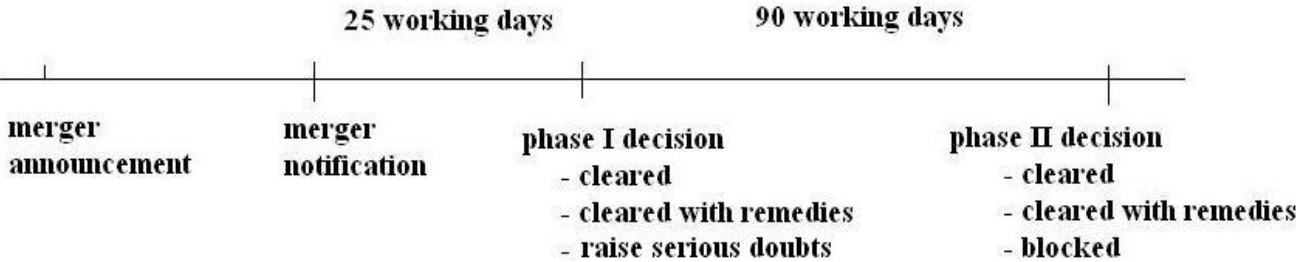 25 working days
90 working days
merger
announcement
merger
notification
phase I decision
- cleared
- cleared with remedies
- raise serious doubts
phase II decision
- cleared
- cleared with remedies
- blocked